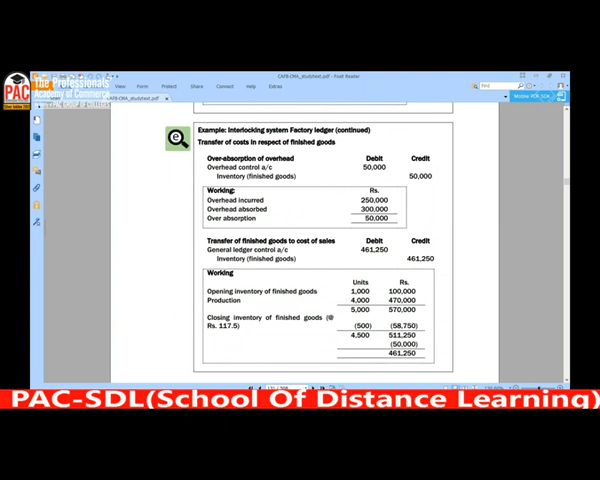 CAF8-CMA_studytext.pdf - Foxit Reader
The Professionals
Academy of Commerce
PAC
View Form Protect Share Connect Help Extras
Find
CAF8-CMA_studytext.pdf
Example: Interlocking system Factory ledger (continued)
Transfer of costs in respect of finished goods
Over-absorption of overhead Debit Credit
Overhead control a/c 50,000
Inventory (finished goods) 50,000
Working: Rs.
Overhead incurred 250,000
Overhead absorbed 300,000
Over absorption 50,000
Transfer of finished goods to cost of sales Debit Credit
General ledger control a/c 461,250
Inventory (finished goods) 461,250
Working
Units Rs.
Opening inventory of finished goods 1,000 100,000
Production 4,000 470,000
5,000 570,000
Closing inventory of finished goods (@
Rs. 117.5) (500) (58,750)
4,500 511,250
(50,000)
461,250
PAC-SDL(School Of Distance Learning)